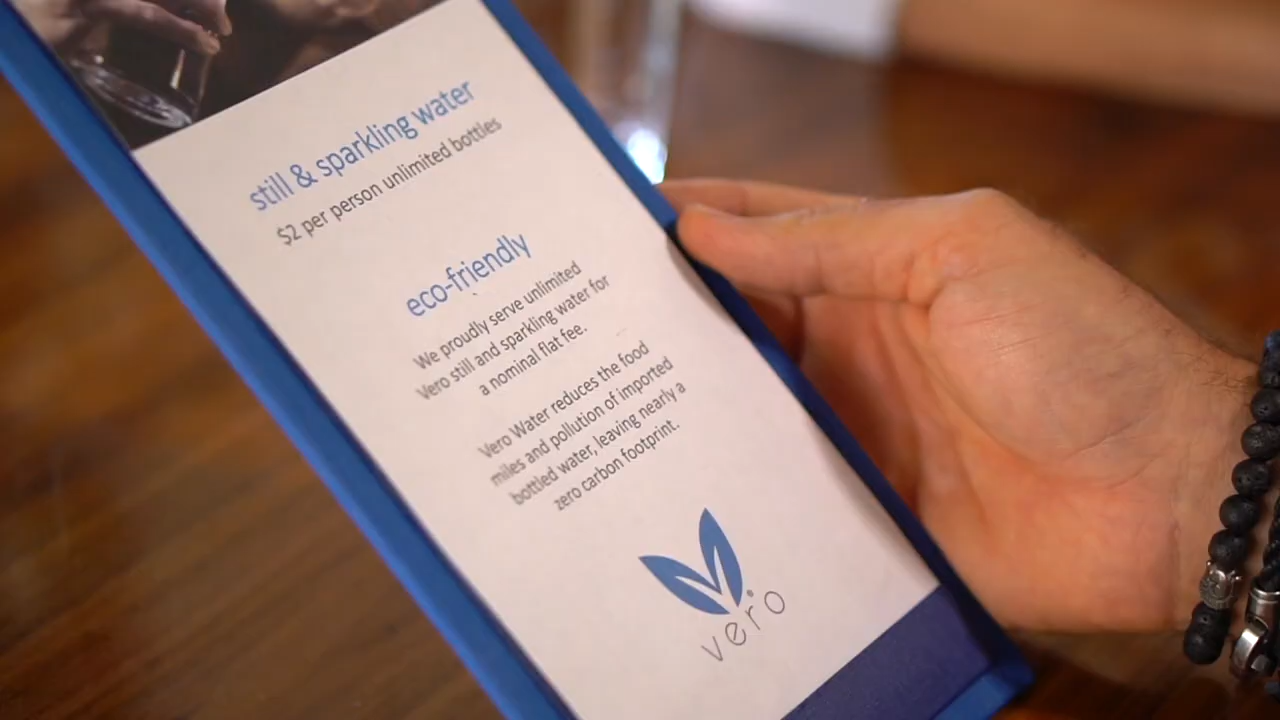 still & sparkling water
$2 per person unlimited bottles
eco-friendly
We proudly serve unlimited
Vero still and sparkling water for
a nominal flat fee.
Vero Water reduces the food
miles and pollution of imported
bottled water, leaving nearly a
zero carbon footprint.
vero